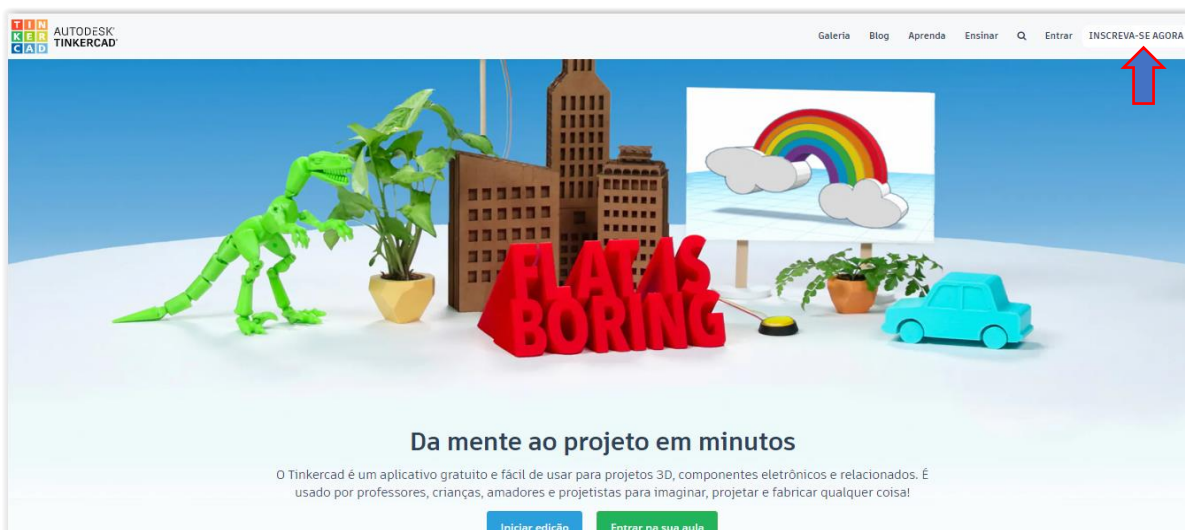 TIN
KER
CAD
AUTODESK®
TINKERCAD®
Galeria Blog Aprenda Ensinar Entrar INSCREVA-SE AGORA
FLAT IS
BORING
Da mente ao projeto em minutos
O Tinkercad é um aplicativo gratuito e fácil de usar para projetos 3D, componentes eletrônicos e relacionados. É
usado por professores, crianças, amadores e projetistas para imaginar, projetar e fabricar qualquer coisa!
Iniciar edição Entrar na sua aula